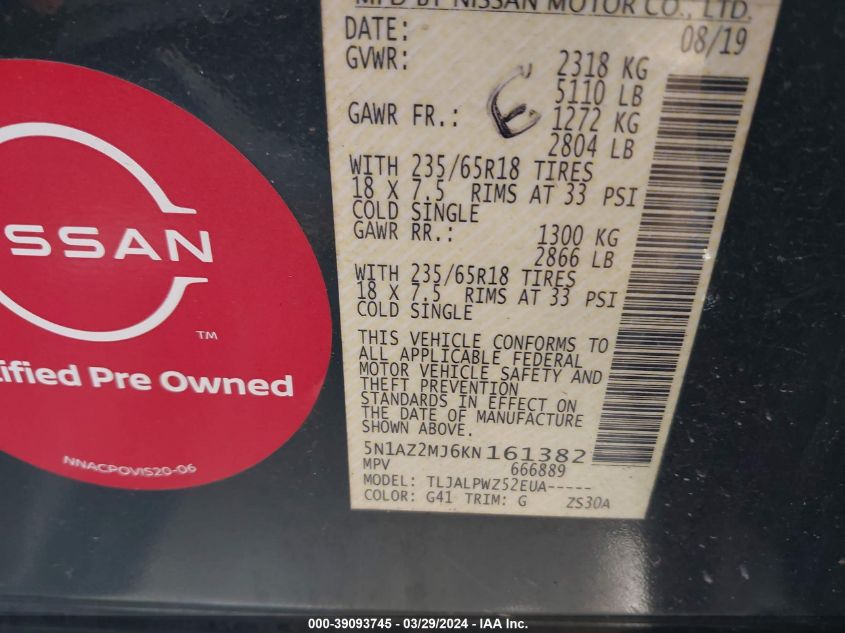 MFD BY NISSAN MOTOR CO., LTD.
DATE: 08/19
GVWR: 2318 KG
5110 LB
GAWR FR.: E 1272 KG
2804 LB
WITH 235/65R18 TIRES
18 X 7.5 RIMS AT 33 PSI
COLD SINGLE
GAWR RR.: 1300 KG
2866 LB
WITH 235/65R18 TIRES
18 X 7.5 RIMS AT 33 PSI
COLD SINGLE
THIS VEHICLE CONFORMS TO
ALL APPLICABLE FEDERAL
MOTOR VEHICLE SAFETY AND
THEFT PREVENTION
STANDARDS IN EFFECT ON
THE DATE OF MANUFACTURE
SHOWN ABOVE.
5N1AZ2MJ6KN161382
MPV 666889
MODEL: TLJALPWZ52EUA-----
COLOR: G41 TRIM: G ZS30A
ISSAN
TM
ified Pre Owned
NNACPOVIS20-06
000-39093745 - 03/29/2024 - IAA Inc.